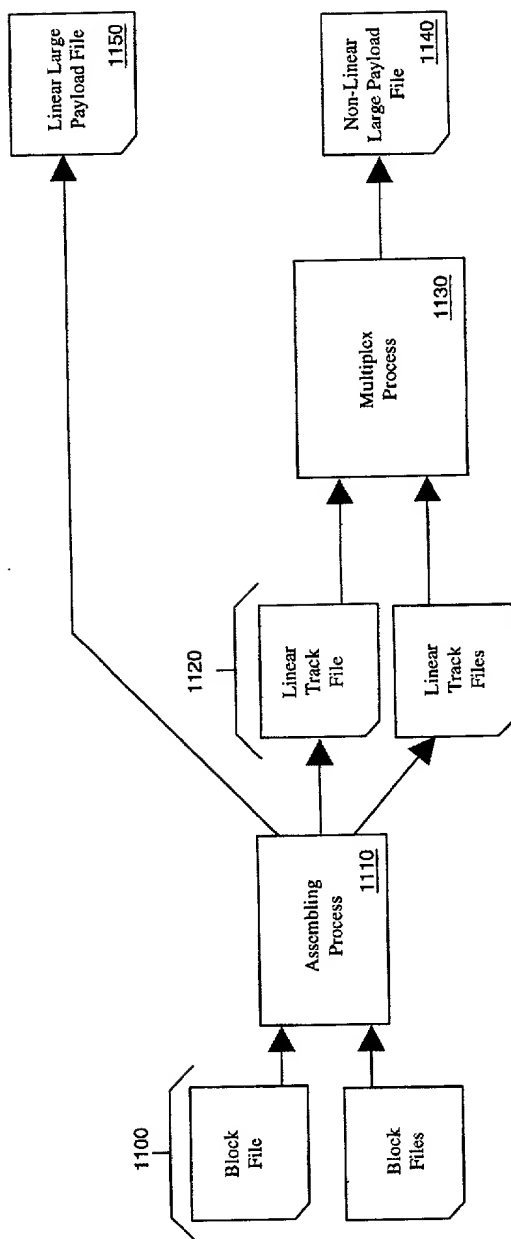 1100
Block
File
Block
Files
Assembling
Process
1110
1120
Linear
Track
File
Linear
Track
Files
Multiplex
Process
1130
Linear Large
Payload File
1150
Non-Linear
Large Payload
File
1140